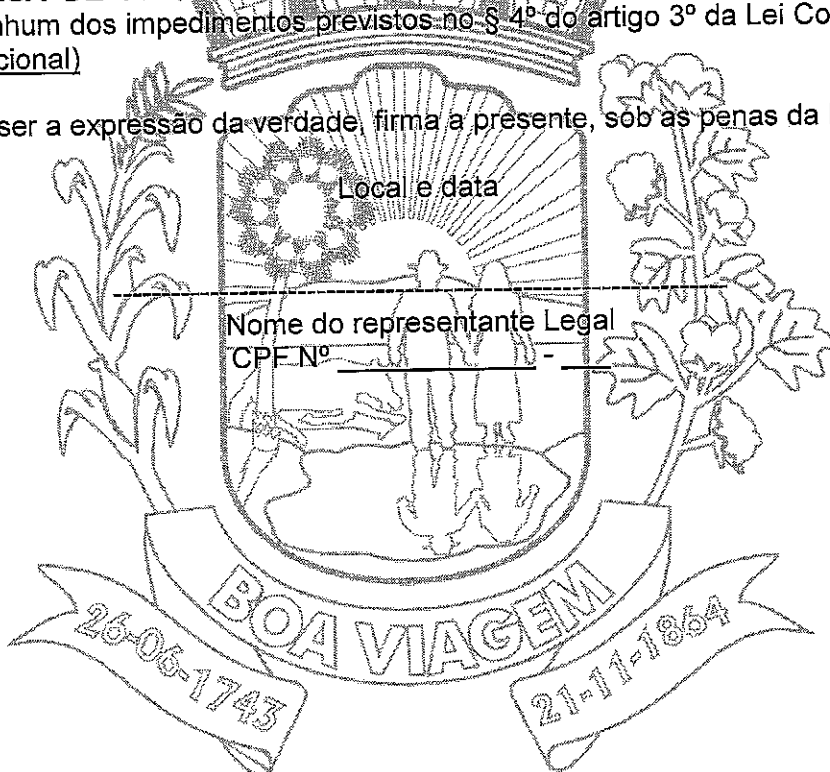 nhum dos impedimentos previstos no § 4º do artigo 3º da Lei Co
cional)
ser a expressão da verdade, firma a presente, sob as penas da
Local e data
Nome do representante Legal
CPF Nº ____________ - ___
BOA VIAGEM
26-06-1743
21-11-1864